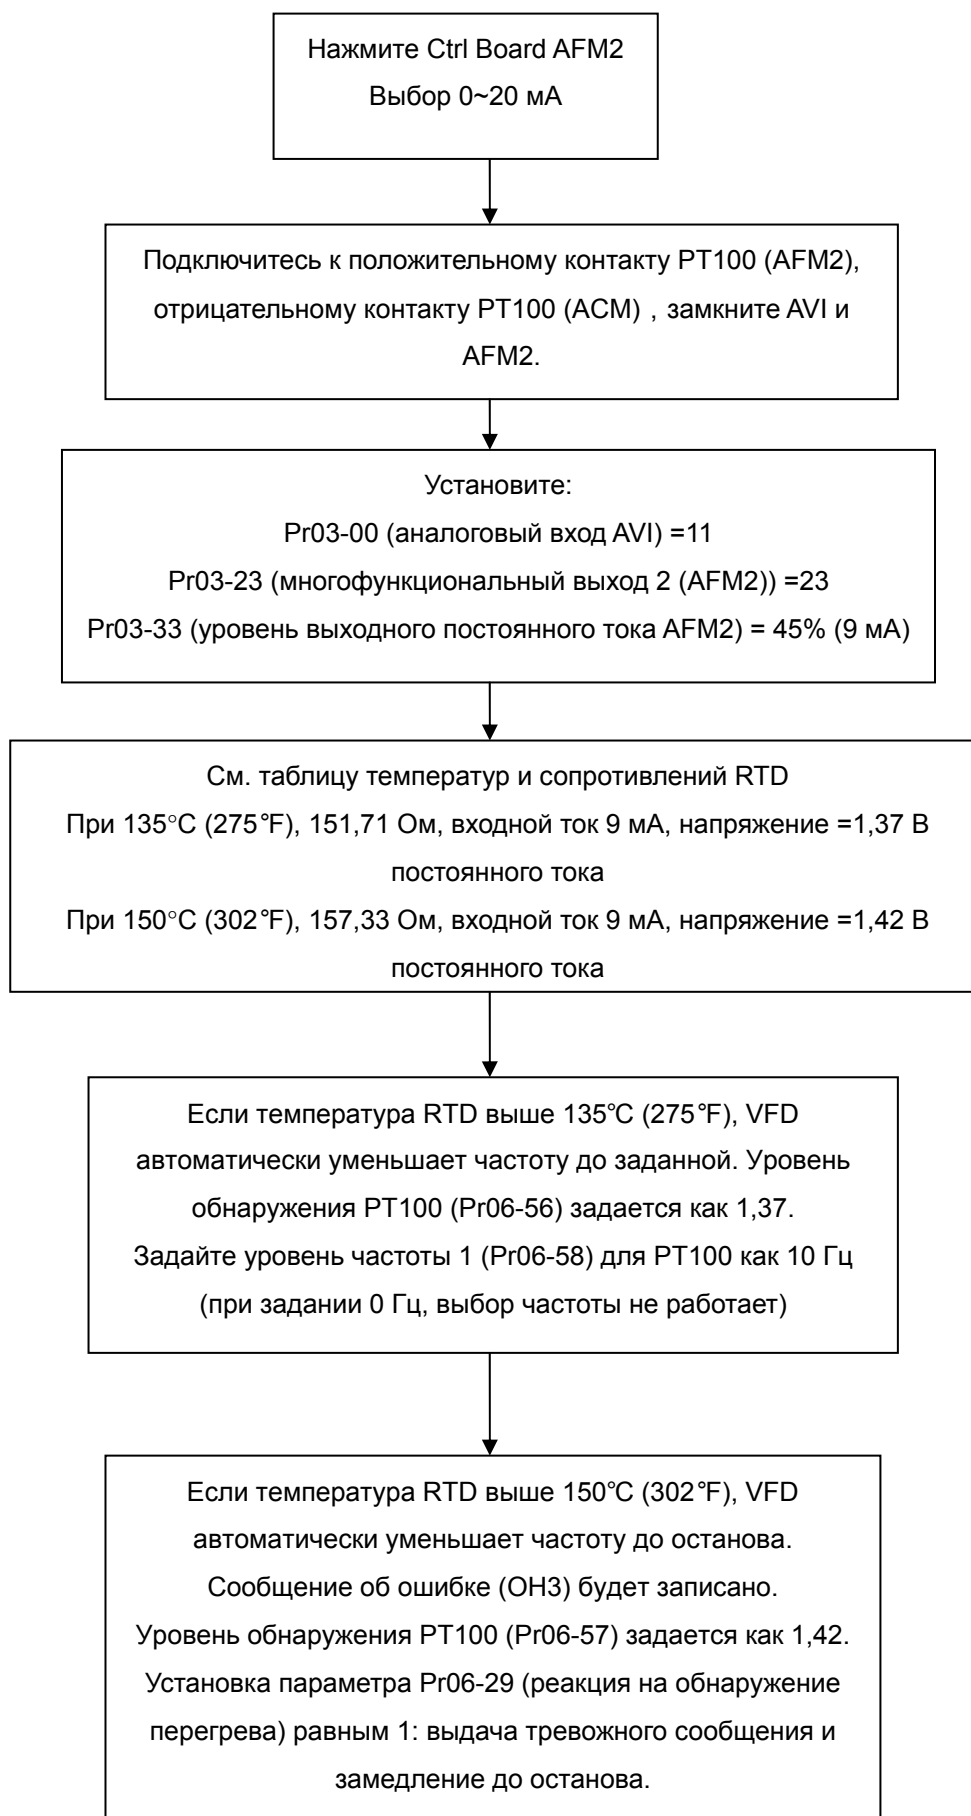 Нажмите Ctrl Board AFM2
Выбор 0~20 мА
Подключитесь к положительному контакту PT100 (AFM2),
отрицательному контакту PT100 (ACM) , замкните AVI и
AFM2.
Установите:
Pr03-00 (аналоговый вход AVI) =11
Pr03-23 (многофункциональный выход 2 (AFM2)) =23
Pr03-33 (уровень выходного постоянного тока AFM2) = 45% (9 мА)
См. таблицу температур и сопротивлений RTD
При 135°C (275°F), 151,71 Ом, входной ток 9 мА, напряжение =1,37 В
постоянного тока
При 150°C (302°F), 157,33 Ом, входной ток 9 мА, напряжение =1,42 В
постоянного тока
Если температура RTD выше 135°C (275°F), VFD
автоматически уменьшает частоту до заданной. Уровень
обнаружения PT100 (Pr06-56) задается как 1,37.
Задайте уровень частоты 1 (Pr06-58) для PT100 как 10 Гц
(при задании 0 Гц, выбор частоты не работает)
Если температура RTD выше 150°C (302°F), VFD
автоматически уменьшает частоту до останова.
Сообщение об ошибке (OH3) будет записано.
Уровень обнаружения PT100 (Pr06-57) задается как 1,42.
Установка параметра Pr06-29 (реакция на обнаружение
перегрева) равным 1: выдача тревожного сообщения и
замедление до останова.